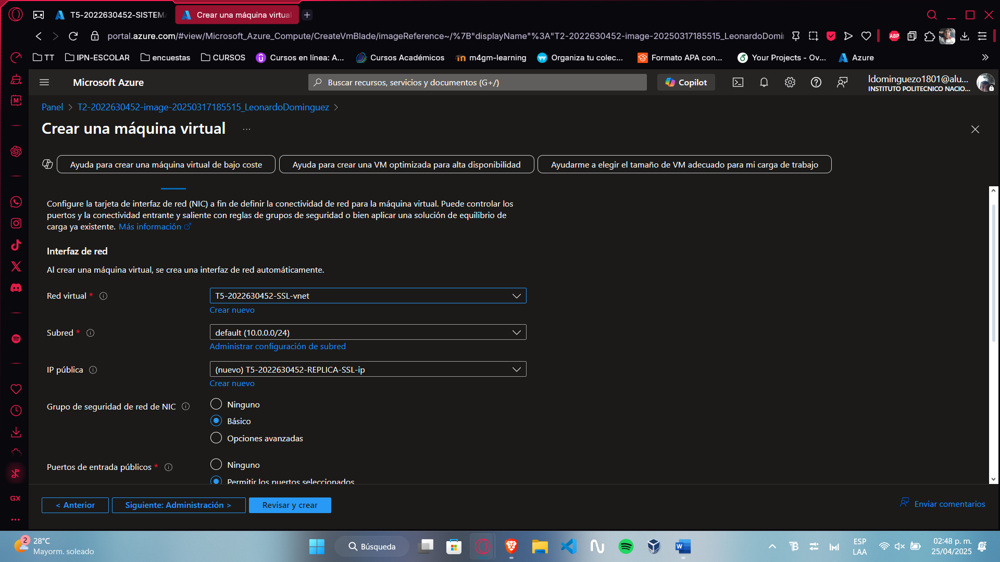 T5-2022630452-SISTEMA
Crear una máquina virtual
portal.azure.com/#view/Microsoft_Azure_Compute/CreateVmBlade/imageReference~/%7B"displayName"%3A"T2-2022630452-image-20250317185515_LeonardoDomi
ABP
TT
IPN-ESCOLAR
encuestas
CURSOS
Cursos en línea: A...
Cursos Académicos
m4gm-learning
Organiza tu colec...
Formato APA con...
Your Projects - Ov...
Azure
Microsoft Azure
Buscar recursos, servicios y documentos (G+/)
Copilot
ldominguezo1801@alu...
INSTITUTO POLITECNICO NACIO...
Panel > T2-2022630452-image-20250317185515_LeonardoDominguez >
Crear una máquina virtual ...
Ayuda para crear una máquina virtual de bajo coste
Ayuda para crear una VM optimizada para alta disponibilidad
Ayudarme a elegir el tamaño de VM adecuado para mi carga de trabajo
Configure la tarjeta de interfaz de red (NIC) a fin de definir la conectividad de red para la máquina virtual. Puede controlar los
puertos y la conectividad entrante y saliente con reglas de grupos de seguridad o bien aplicar una solución de equilibrio de
carga ya existente. Más información
Interfaz de red
Al crear una máquina virtual, se crea una interfaz de red automáticamente.
Red virtual *
T5-2022630452-SSL-vnet
Crear nuevo
Subred *
default (10.0.0.0/24)
Administrar configuración de subred
IP pública
(nuevo) T5-2022630452-REPLICA-SSL-ip
Crear nuevo
Grupo de seguridad de red de NIC
Ninguno
Básico
Opciones avanzadas
Puertos de entrada públicos *
Ninguno
Permitir los puertos seleccionados
< Anterior
Siguiente: Administración >
Revisar y crear
Enviar comentarios
GX
2
28°C
Mayorm. soleado
Búsqueda
ESP
LAA
02:48 p. m.
25/04/2025